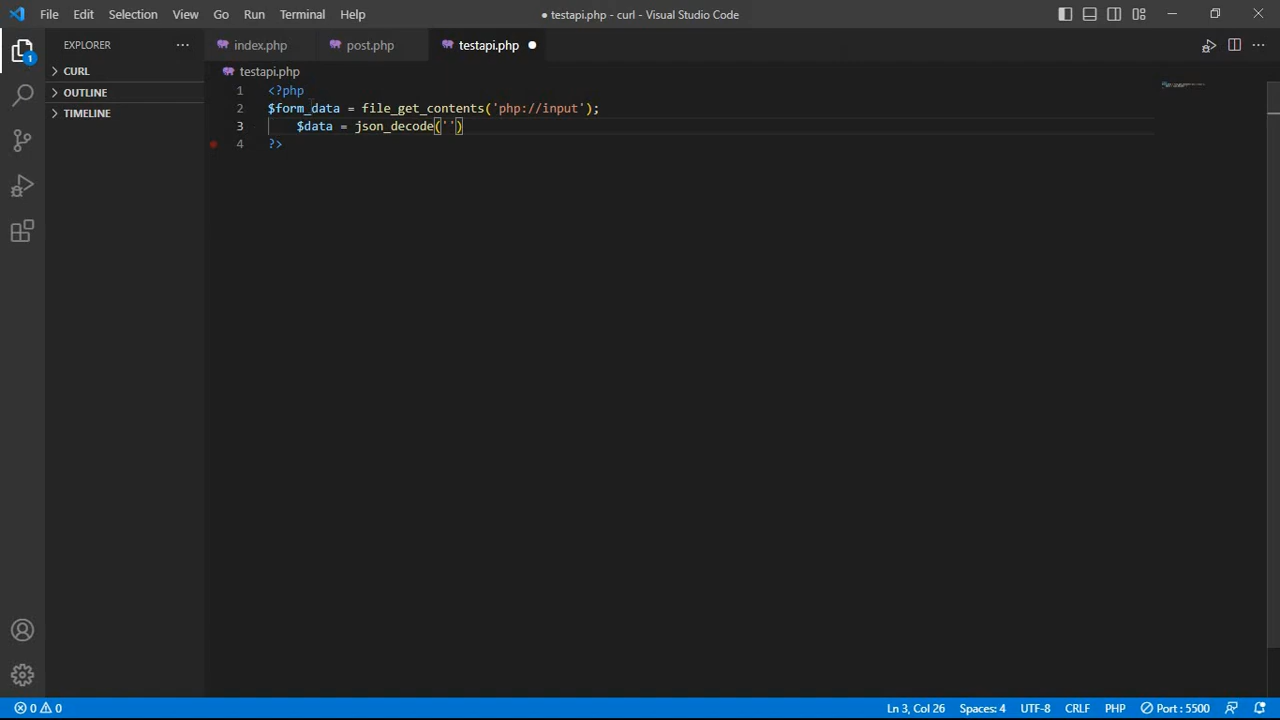 File Edit Selection View Go Run Terminal Help
● testapi.php - curl - Visual Studio Code
EXPLORER
index.php
post.php
testapi.php
CURL
OUTLINE
TIMELINE
1
testapi.php
1 <?php
2 $form_data = file_get_contents('php://input');
3 $data = json_decode('')
4 ?>
0 0
Ln 3, Col 26
Spaces: 4
UTF-8
CRLF
PHP
Port : 5500